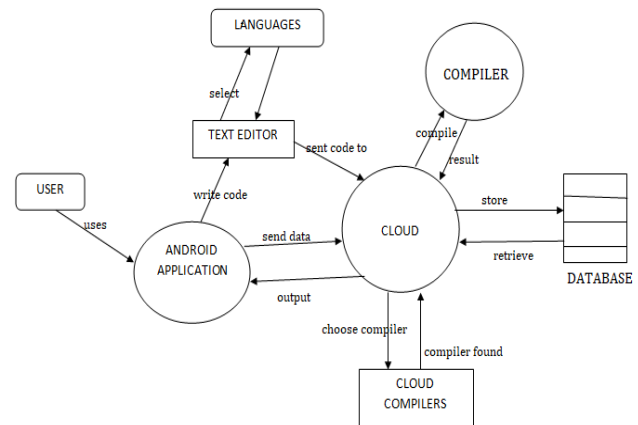 LANGUAGES
select
TEXT EDITOR
COMPILER
compile
result
sent code to
USER
write code
uses
ANDROID
APPLICATION
send data
output
CLOUD
store
retrieve
DATABASE
choose compiler
compiler found
CLOUD
COMPILERS